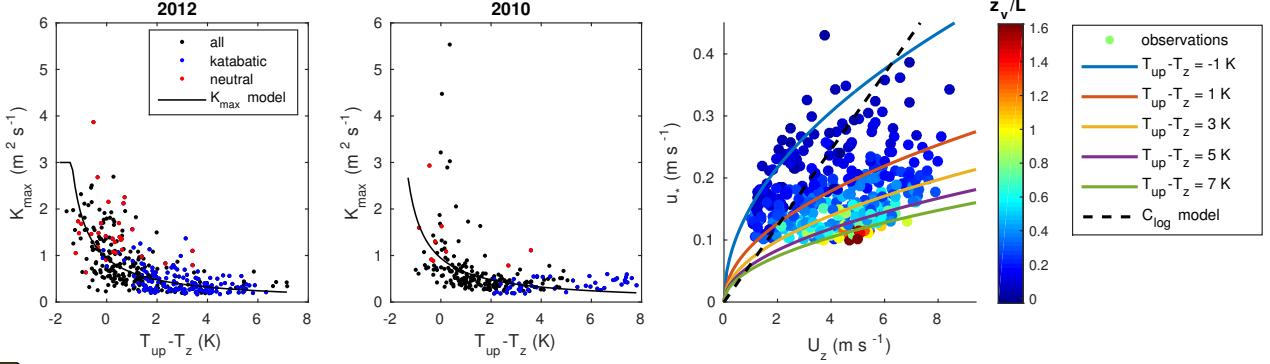 2012
6
5
4
3
2
1
0
-2 0 2 4 6 8
K_max (m² s⁻¹)
T_up-T_z (K)
all
katabatic
neutral
K_max model
2010
6
5
4
3
2
1
0
-2 0 2 4 6 8
K_max (m² s⁻¹)
T_up-T_z (K)
0.4
0.3
0.2
0.1
0
0 2 4 6 8
u_* (m s⁻¹)
U_z (m s⁻¹)
z_v/L
1.6
1.4
1.2
1
0.8
0.6
0.4
0.2
0
observations
T_up-T_z = -1 K
T_up-T_z = 1 K
T_up-T_z = 3 K
T_up-T_z = 5 K
T_up-T_z = 7 K
C_log model